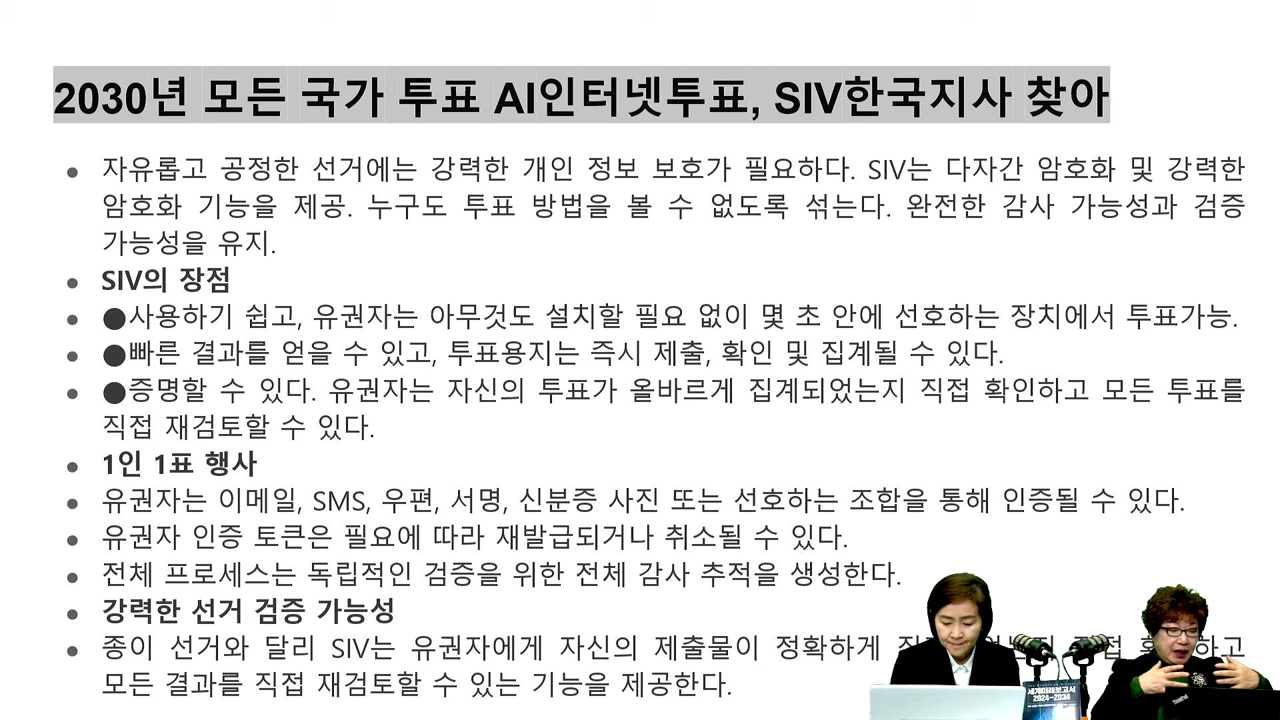 2030년 모든 국가 투표 AI인터넷투표, SIV한국지사 찾아
● 자유롭고 공정한 선거에는 강력한 개인 정보 보호가 필요하다. SIV는 다자간 암호화 및 강력한
암호화 기능을 제공. 누구도 투표 방법을 볼 수 없도록 섞는다. 완전한 감사 가능성과 검증
가능성을 유지.
● SIV의 장점
● ●사용하기 쉽고, 유권자는 아무것도 설치할 필요 없이 몇 초 안에 선호하는 장치에서 투표가능.
● ●빠른 결과를 얻을 수 있고, 투표용지는 즉시 제출, 확인 및 집계될 수 있다.
● ●증명할 수 있다. 유권자는 자신의 투표가 올바르게 집계되었는지 직접 확인하고 모든 투표를
직접 재검토할 수 있다.
● 1인 1표 행사
● 유권자는 이메일, SMS, 우편, 서명, 신분증 사진 또는 선호하는 조합을 통해 인증될 수 있다.
● 유권자 인증 토큰은 필요에 따라 재발급되거나 취소될 수 있다.
● 전체 프로세스는 독립적인 검증을 위한 전체 감사 추적을 생성한다.
● 강력한 선거 검증 가능성
● 종이 선거와 달리 SIV는 유권자에게 자신의 제출물이 정확하게
모든 결과를 직접 재검토할 수 있는 기능을 제공한다.
세계미래보고서
2024-2034
ThinkPad